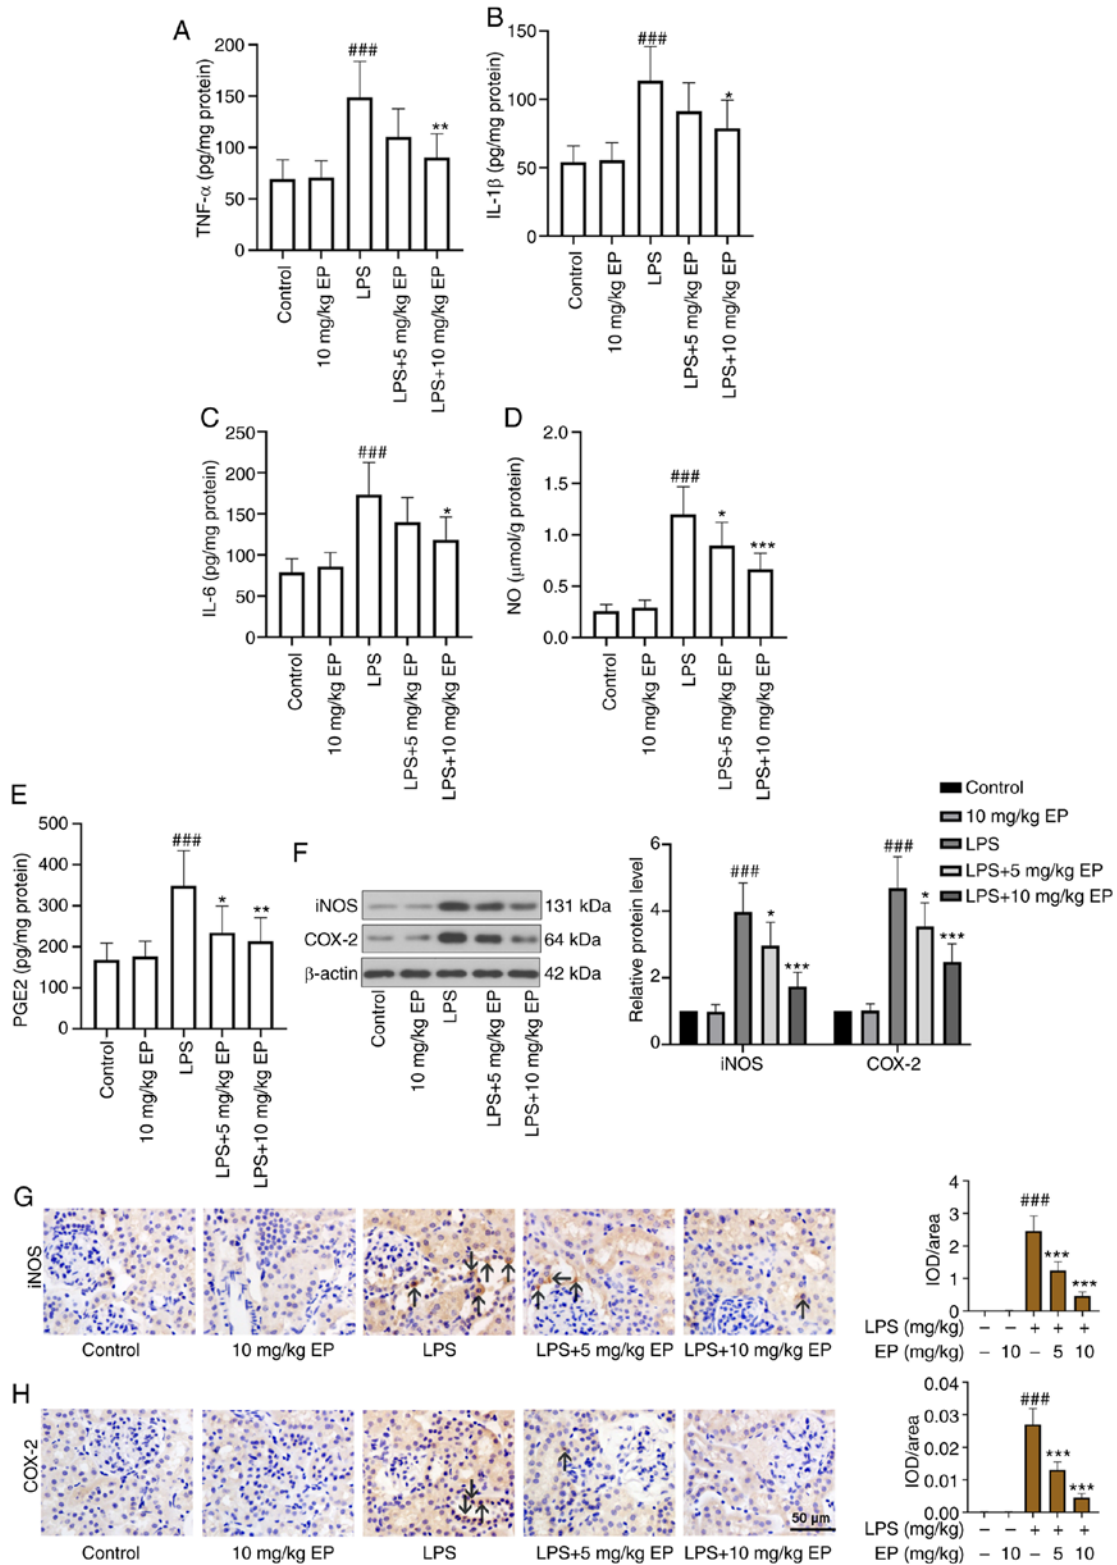 A
TNF-α (pg/mg protein)
200
150
100
50
0
###
**
Control
10 mg/kg EP
LPS
LPS+5 mg/kg EP
LPS+10 mg/kg EP
B
IL-1β (pg/mg protein)
150
100
50
0
###
*
Control
10 mg/kg EP
LPS
LPS+5 mg/kg EP
LPS+10 mg/kg EP
C
IL-6 (pg/mg protein)
250
200
150
100
50
0
###
*
Control
10 mg/kg EP
LPS
LPS+5 mg/kg EP
LPS+10 mg/kg EP
D
NO (μmol/g protein)
2.0
1.5
1.0
0.5
0.0
###
*
***
Control
10 mg/kg EP
LPS
LPS+5 mg/kg EP
LPS+10 mg/kg EP
E
PGE2 (pg/mg protein)
500
400
300
200
100
0
###
*
**
Control
10 mg/kg EP
LPS
LPS+5 mg/kg EP
LPS+10 mg/kg EP
F
iNOS 131 kDa
COX-2 64 kDa
β-actin 42 kDa
Control
10 mg/kg EP
LPS
LPS+5 mg/kg EP
LPS+10 mg/kg EP
Relative protein level
6
4
2
0
###
*
***
###
*
***
iNOS
COX-2
Control
10 mg/kg EP
LPS
LPS+5 mg/kg EP
LPS+10 mg/kg EP
G
iNOS
Control
10 mg/kg EP
LPS
LPS+5 mg/kg EP
LPS+10 mg/kg EP
IOD/area
4
3
2
1
0
###
***
***
LPS (mg/kg) – – + + +
EP (mg/kg) – 10 – 5 10
H
COX-2
50 μm
Control
10 mg/kg EP
LPS
LPS+5 mg/kg EP
LPS+10 mg/kg EP
IOD/area
0.04
0.03
0.02
0.01
0.00
###
***
***
LPS (mg/kg) – – + + +
EP (mg/kg) – 10 – 5 10